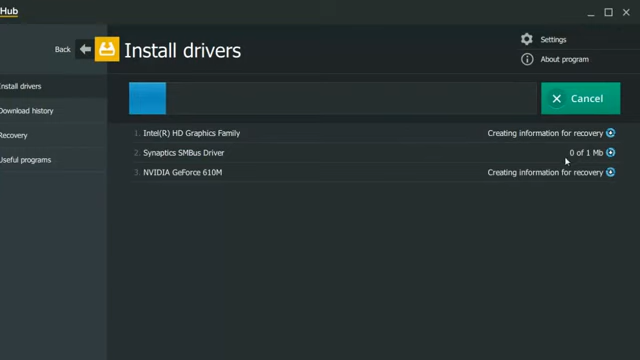 Hub
Back
Install drivers
Settings
About program
Install drivers
Download history
Recovery
Useful programs
Cancel
1. Intel(R) HD Graphics Family Creating information for recovery
2. Synaptics SMBus Driver 0 of 1 Mb
3. NVIDIA GeForce 610M Creating information for recovery